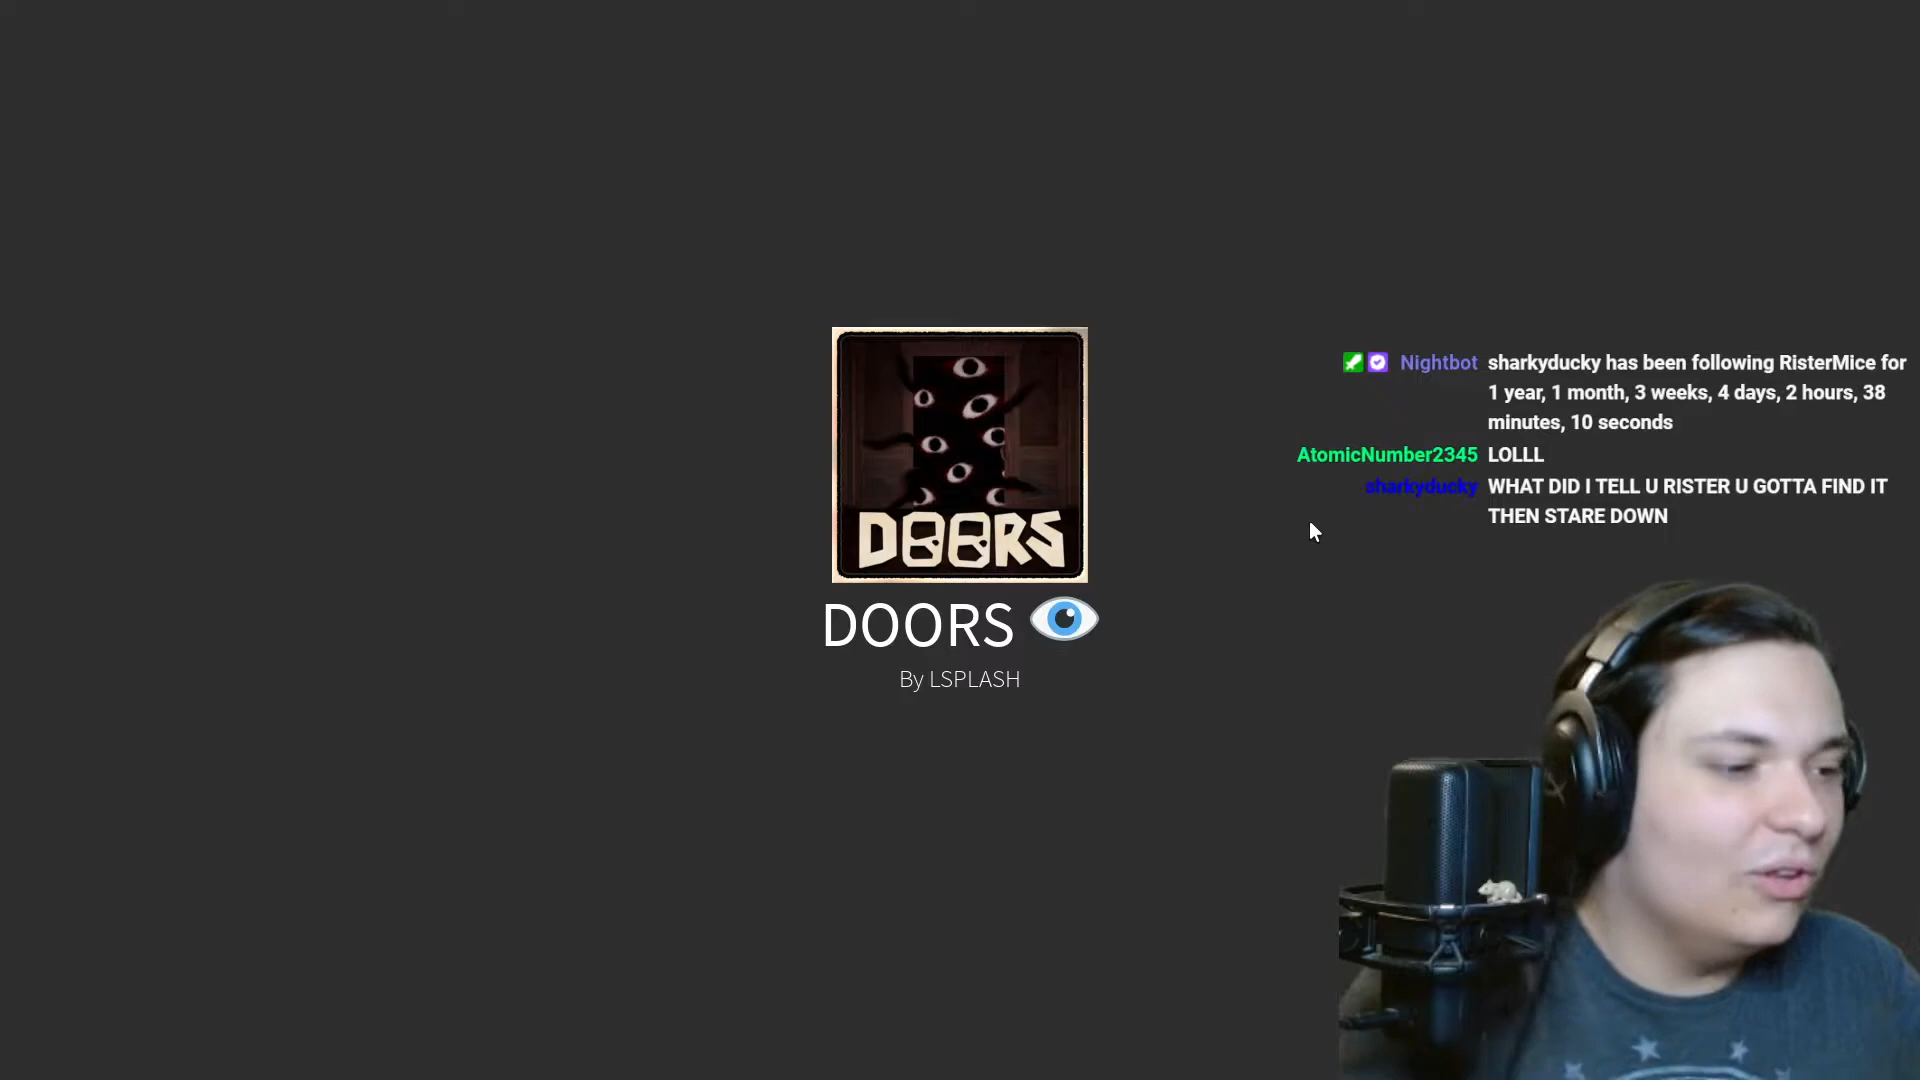 Nightbot sharkyducky has been following RisterMice for
1 year, 1 month, 3 weeks, 4 days, 2 hours, 38
minutes, 10 seconds
AtomicNumber2345 LOLLL
sharkyducky WHAT DID I TELL U RISTER U GOTTA FIND IT
THEN STARE DOWN
DOORS
DOORS 👁
By LSPLASH